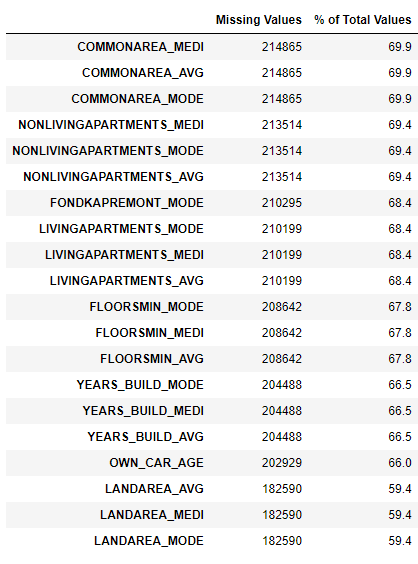 Missing Values % of Total Values
COMMONAREA_MEDI 214865 69.9
COMMONAREA_AVG 214865 69.9
COMMONAREA_MODE 214865 69.9
NONLIVINGAPARTMENTS_MEDI 213514 69.4
NONLIVINGAPARTMENTS_MODE 213514 69.4
NONLIVINGAPARTMENTS_AVG 213514 69.4
FONDKAPREMONT_MODE 210295 68.4
LIVINGAPARTMENTS_MODE 210199 68.4
LIVINGAPARTMENTS_MEDI 210199 68.4
LIVINGAPARTMENTS_AVG 210199 68.4
FLOORSMIN_MODE 208642 67.8
FLOORSMIN_MEDI 208642 67.8
FLOORSMIN_AVG 208642 67.8
YEARS_BUILD_MODE 204488 66.5
YEARS_BUILD_MEDI 204488 66.5
YEARS_BUILD_AVG 204488 66.5
OWN_CAR_AGE 202929 66.0
LANDAREA_AVG 182590 59.4
LANDAREA_MEDI 182590 59.4
LANDAREA_MODE 182590 59.4